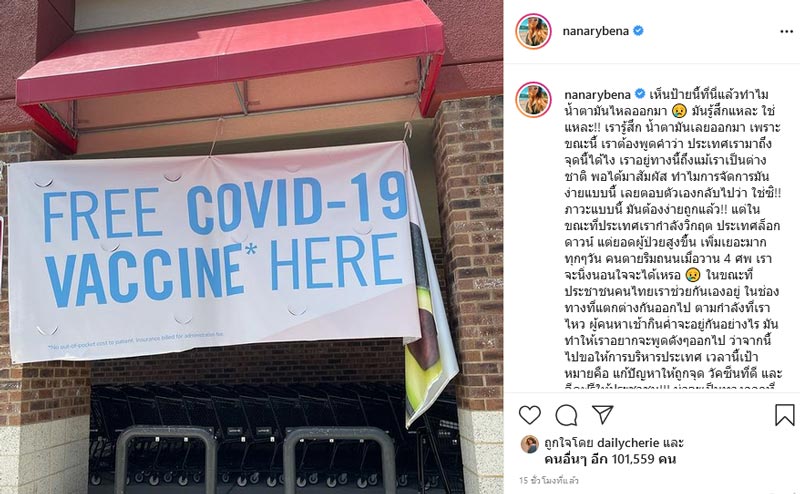 FREE COVID-19
VACCINE* HERE
*No out-of-pocket cost to patient. Insurance billed for administration fee.
nanarybena
nanarybena เห็นป้ายนี้ที่นี่แล้วทำไม
น้ำตามันไหลออกมา 😢 มันรู้สึกแหละ ใช่
แหละ!! เรารู้สึก น้ำตามันเลยออกมา เพราะ
ขณะนี้ เราต้องพูดคำว่า ประเทศเรามาถึง
จุดนี้ได้ไง เราอยู่ทางนี้ถึงแม้เราเป็นต่าง
ชาติ พอได้มาสัมผัส ทำไมการจัดการมัน
ง่ายแบบนี้ เลยตอบตัวเองกลับไปว่า ใช่ซิ!!
ภาวะแบบนี้ มันต้องง่ายถูกแล้ว!! แต่ใน
ขณะที่ประเทศเรากำลังวิกฤต ประเทศล็อก
ดาวน์ แต่ยอดผู้ป่วยสูงขึ้น เพิ่มเยอะมาก
ทุกๆวัน คนตายริมถนนเมื่อวาน 4 ศพ เรา
จะนิ่งนอนใจจะได้เหรอ 😢 ในขณะที่
ประชาชนคนไทยเราช่วยกันเองอยู่ ในช่อง
ทางที่แตกต่างกันออกไป ตามกำลังที่เรา
ไหว ผู้คนหาเช้ากินค่ำจะอยู่กันอย่างไร มัน
ทำให้เราอยากจะพูดดังๆออกไป ว่าจากนี้
ไปขอให้การบริหารประเทศ เวลานี้เป้า
หมายคือ แก้ปัญหาให้ถูกจุด วัคซีนที่ดี และ
ถูกใจโดย dailycherie และ
คนอื่นๆ อีก 101,559 คน
15 ชั่วโมงที่แล้ว